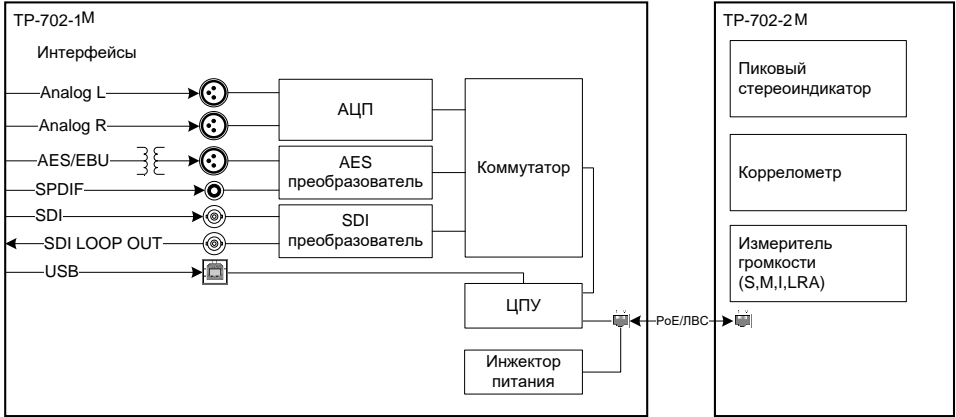 ТР-702-1М
Интерфейсы
Analog L
Analog R
AES/EBU
SPDIF
SDI
SDI LOOP OUT
USB
АЦП
AES
преобразователь
SDI
преобразователь
Коммутатор
ЦПУ
Инжектор
питания
PoE/ЛВС
ТР-702-2М
Пиковый
стереоиндикатор
Коррелометр
Измеритель
громкости
(S,M,I,LRA)